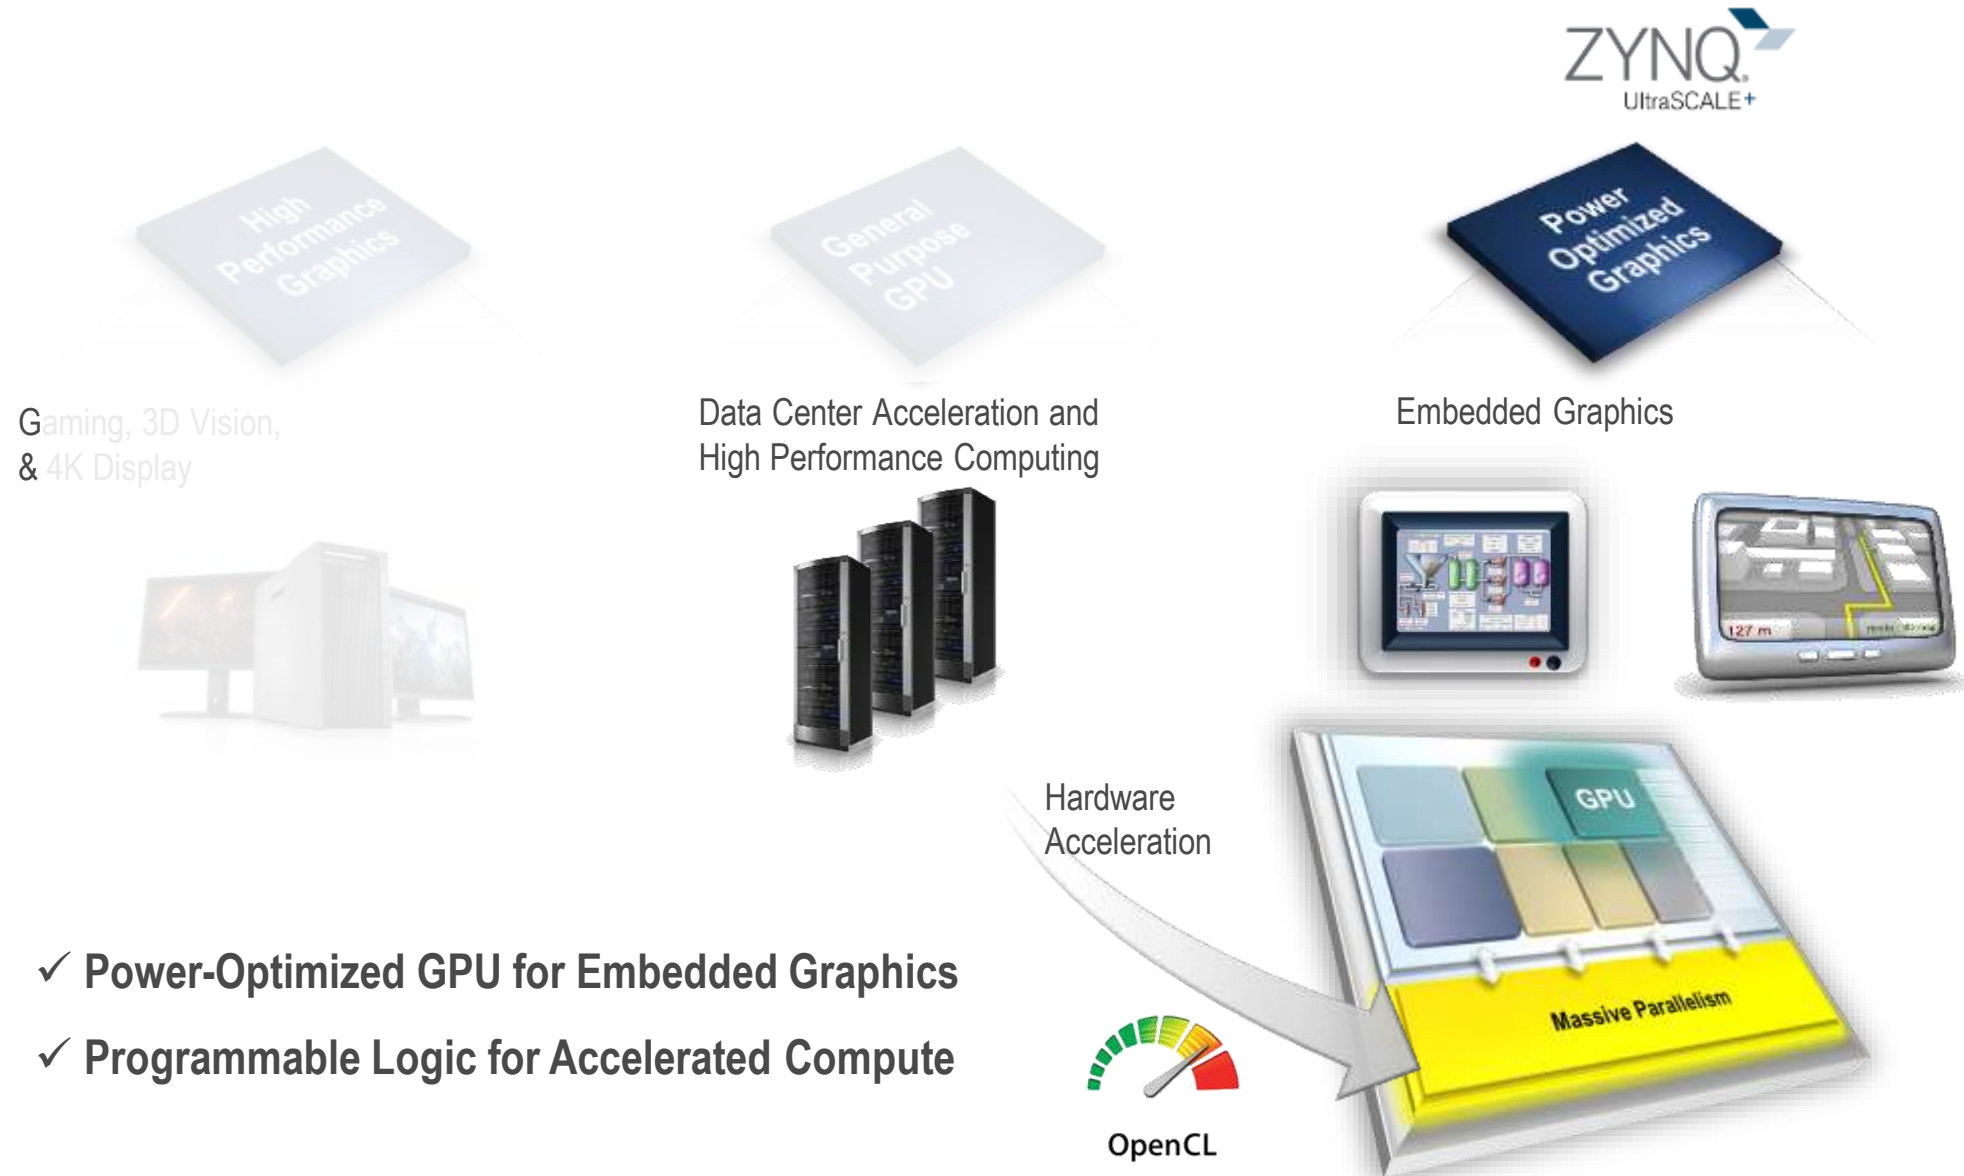 ZYNQ
UltraSCALE+
High
Performance
Graphics
General
Purpose
GPU
Power
Optimized
Graphics
Gaming, 3D Vision,
& 4K Display
Data Center Acceleration and
High Performance Computing
Embedded Graphics
127 m
Hardware
Acceleration
GPU
Massive Parallelism
✓ Power-Optimized GPU for Embedded Graphics
✓ Programmable Logic for Accelerated Compute
OpenCL